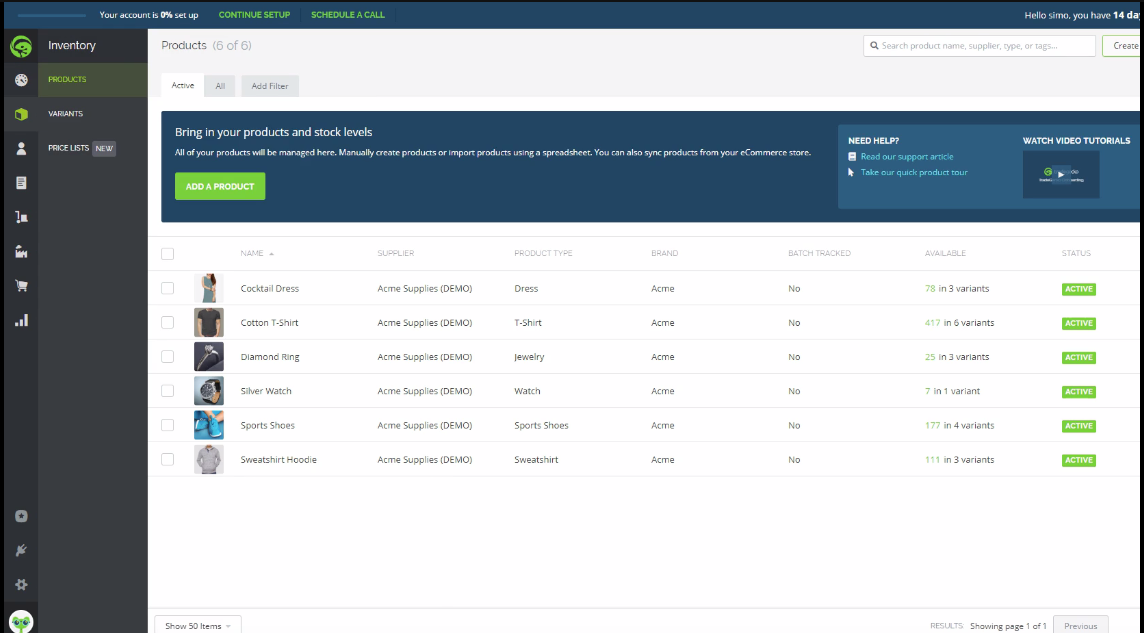 Your account is 0% set up CONTINUE SETUP SCHEDULE A CALL Hello simo, you have 14 day
Inventory
Products (6 of 6)
Search product name, supplier, type, or tags...
Create
PRODUCTS
Active All Add Filter
VARIANTS
PRICE LISTS NEW
Bring in your products and stock levels
All of your products will be managed here. Manually create products or import products using a spreadsheet. You can also sync products from your eCommerce store.
ADD A PRODUCT
NEED HELP?
Read our support article
Take our quick product tour
WATCH VIDEO TUTORIALS
NAME SUPPLIER PRODUCT TYPE BRAND BATCH TRACKED AVAILABLE STATUS
Cocktail Dress Acme Supplies (DEMO) Dress Acme No 78 in 3 variants ACTIVE
Cotton T-Shirt Acme Supplies (DEMO) T-Shirt Acme No 417 in 6 variants ACTIVE
Diamond Ring Acme Supplies (DEMO) Jewelry Acme No 25 in 3 variants ACTIVE
Silver Watch Acme Supplies (DEMO) Watch Acme No 7 in 1 variant ACTIVE
Sports Shoes Acme Supplies (DEMO) Sports Shoes Acme No 177 in 4 variants ACTIVE
Sweatshirt Hoodie Acme Supplies (DEMO) Sweatshirt Acme No 111 in 3 variants ACTIVE
Show 50 Items RESULTS: Showing page 1 of 1 Previous